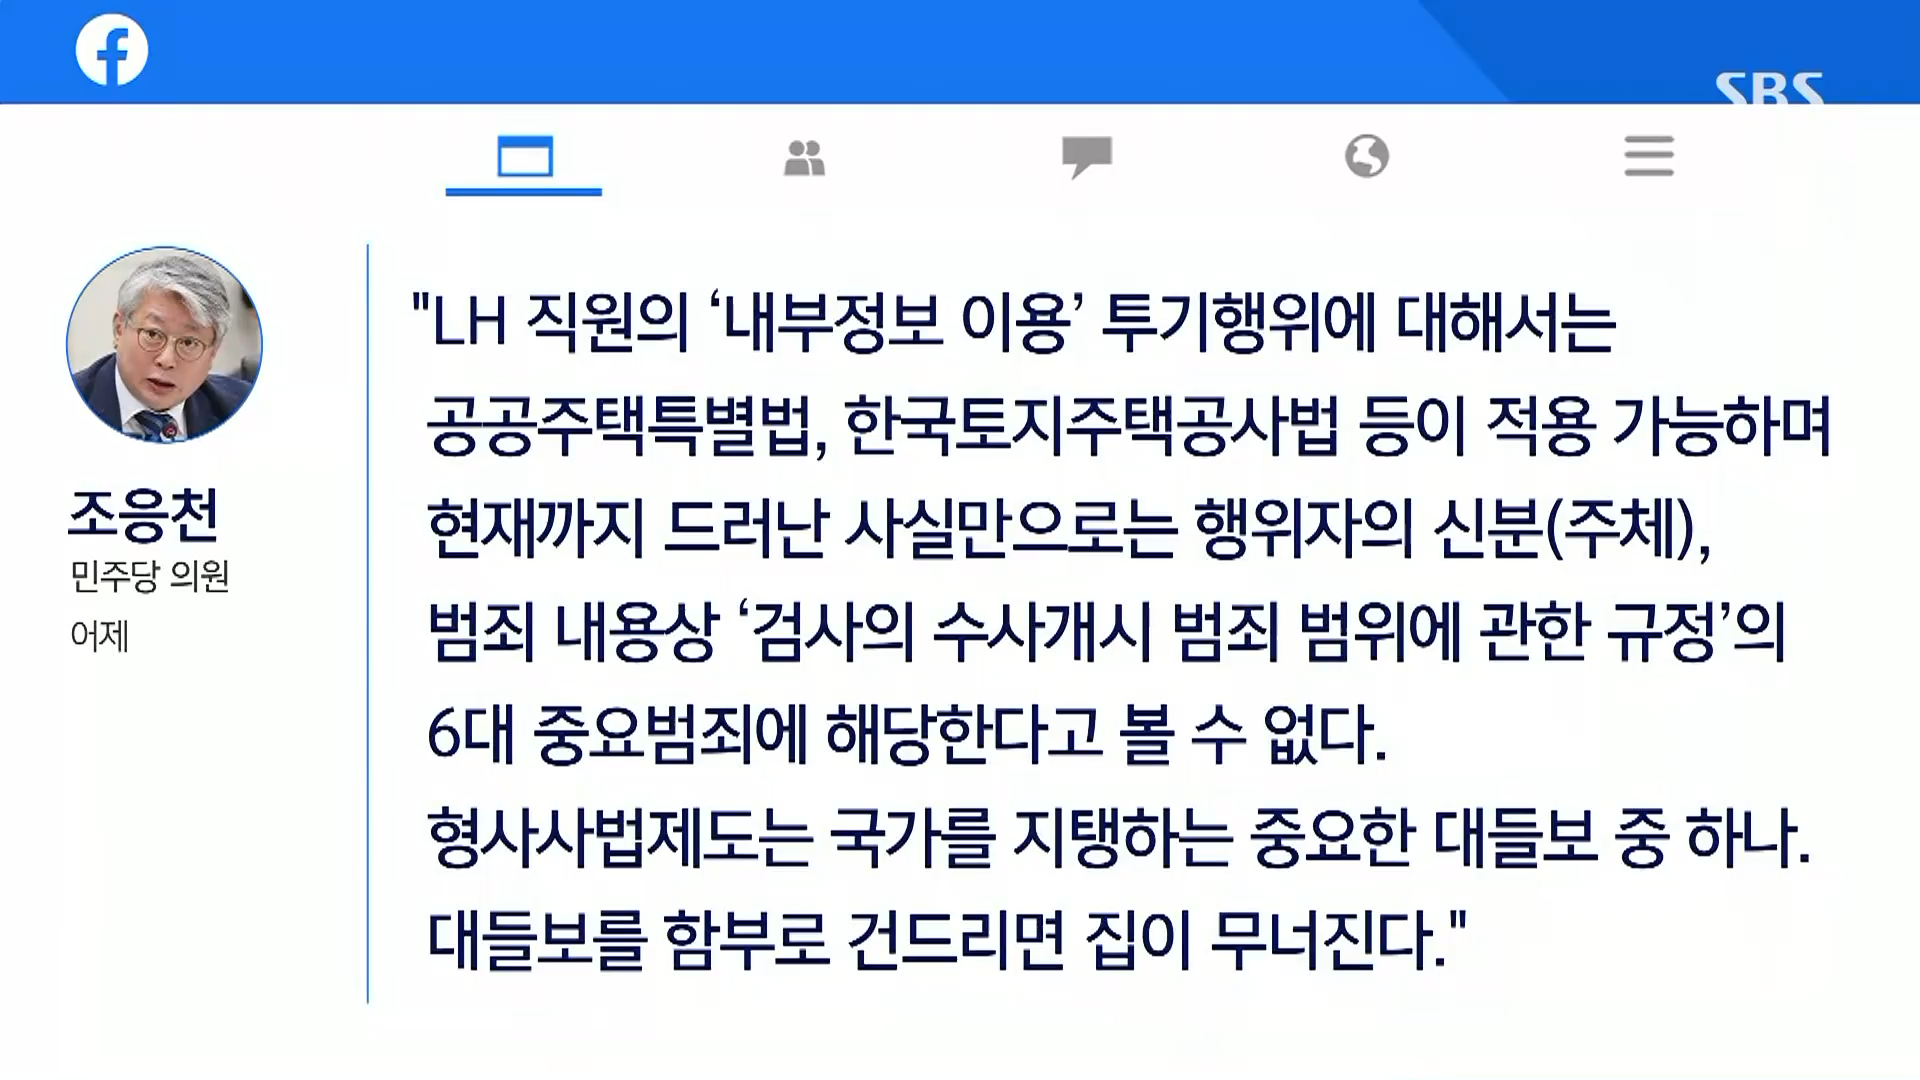 SBS
조응천
민주당 의원
어제
"LH 직원의 ‘내부정보 이용’ 투기행위에 대해서는
공공주택특별법, 한국토지주택공사법 등이 적용 가능하며
현재까지 드러난 사실만으로는 행위자의 신분(주체),
범죄 내용상 ‘검사의 수사개시 범죄 범위에 관한 규정’의
6대 중요범죄에 해당한다고 볼 수 없다.
형사사법제도는 국가를 지탱하는 중요한 대들보 중 하나.
대들보를 함부로 건드리면 집이 무너진다."